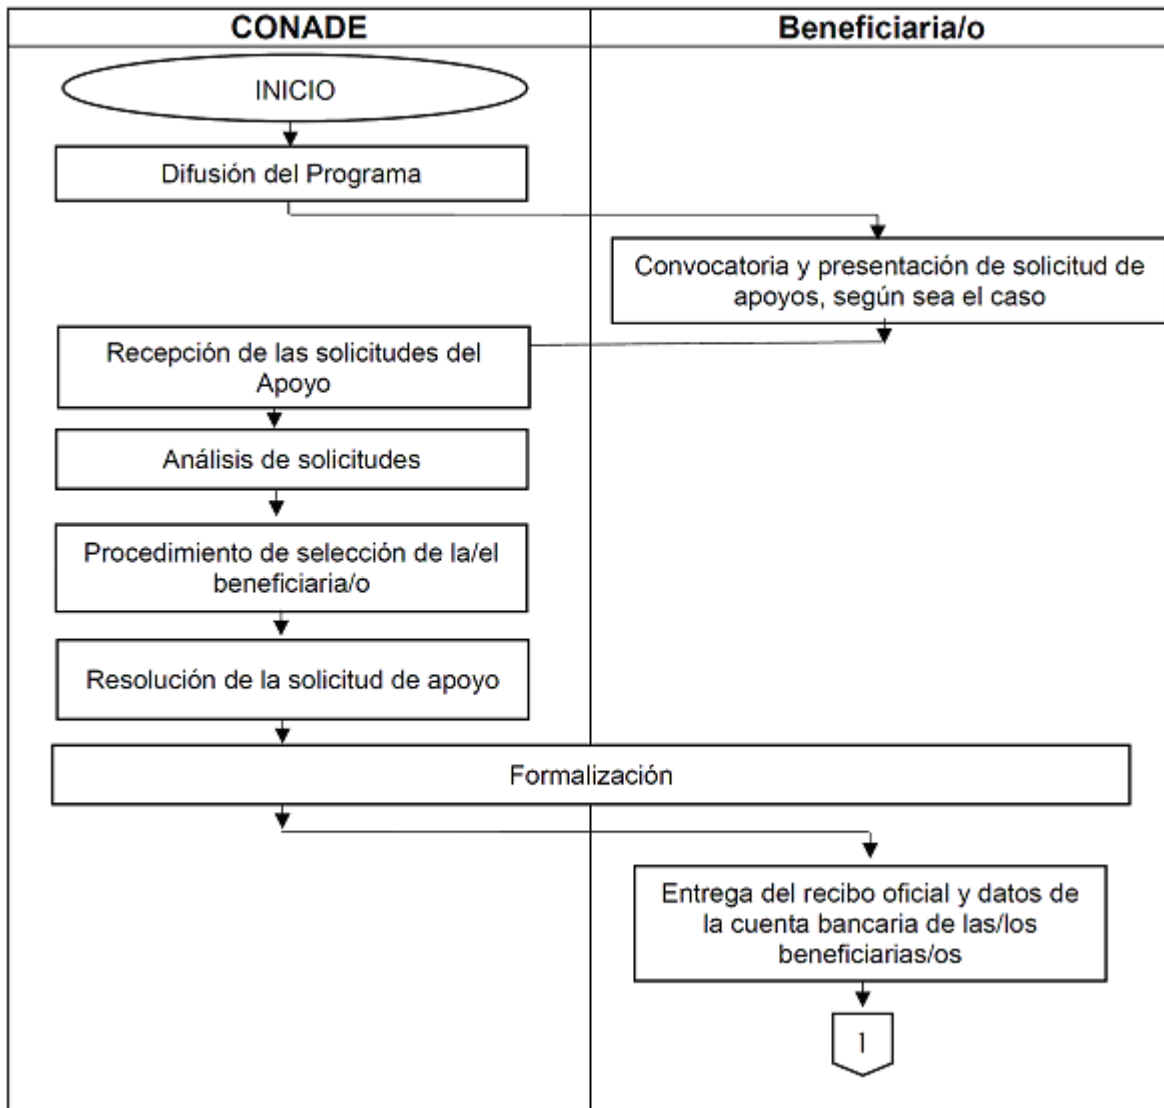 CONADE
Beneficiaria/o
INICIO
Difusión del Programa
Convocatoria y presentación de solicitud de
apoyos, según sea el caso
Recepción de las solicitudes del
Apoyo
Análisis de solicitudes
Procedimiento de selección de la/el
beneficiaria/o
Resolución de la solicitud de apoyo
Formalización
Entrega del recibo oficial y datos de
la cuenta bancaria de las/los
beneficiarias/os
1